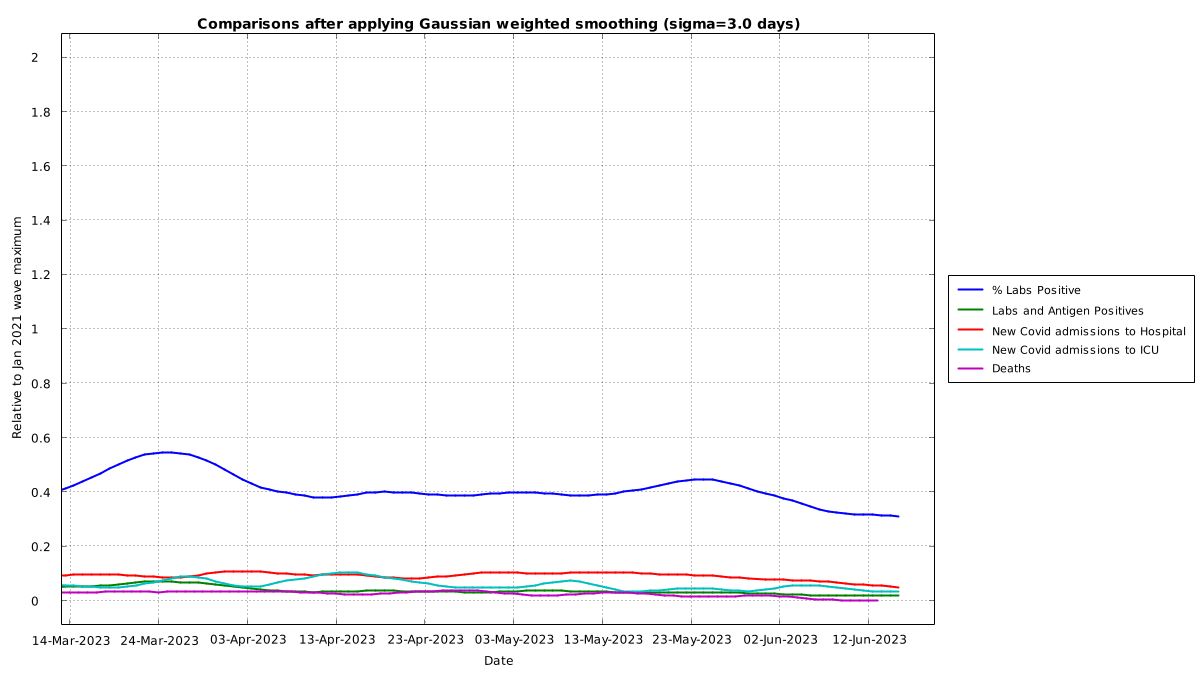 Comparisons after applying Gaussian weighted smoothing (sigma=3.0 days)
2
1.8
1.6
1.4
1.2
1
0.8
0.6
0.4
0.2
0
Relative to Jan 2021 wave maximum
14-Mar-2023 24-Mar-2023 03-Apr-2023 13-Apr-2023 23-Apr-2023 03-May-2023 13-May-2023 23-May-2023 02-Jun-2023 12-Jun-2023
Date
% Labs Positive
Labs and Antigen Positives
New Covid admissions to Hospital
New Covid admissions to ICU
Deaths